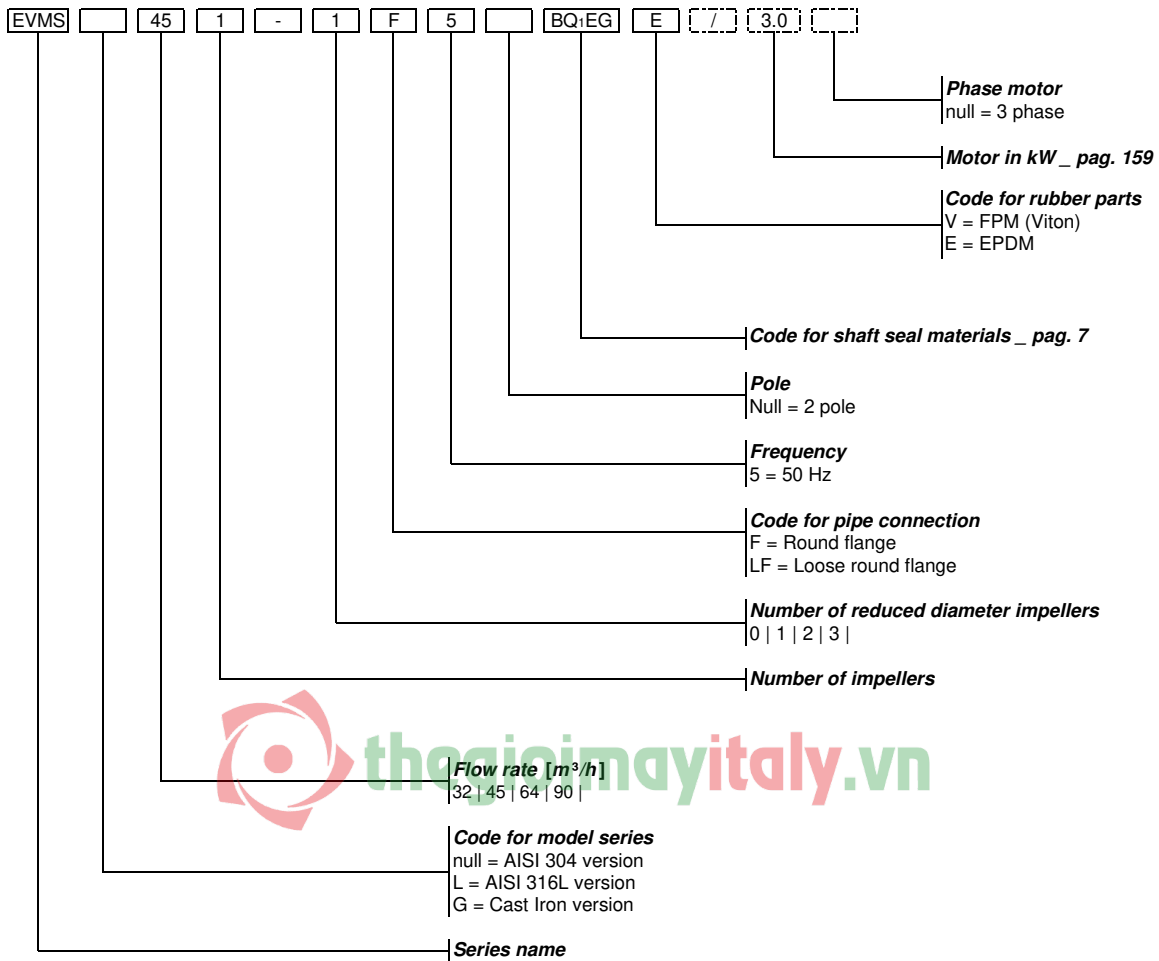 EVMS 45 1 - 1 F 5 BQ1EG E / 3.0
Phase motor
null = 3 phase
Motor in kW _ pag. 159
Code for rubber parts
V = FPM (Viton)
E = EPDM
Code for shaft seal materials _ pag. 7
Pole
Null = 2 pole
Frequency
5 = 50 Hz
Code for pipe connection
F = Round flange
LF = Loose round flange
Number of reduced diameter impellers
0 | 1 | 2 | 3 |
Number of impellers
thegioimayitaly.vn
Flow rate [m³/h]
32 | 45 | 64 | 90 |
Code for model series
null = AISI 304 version
L = AISI 316L version
G = Cast Iron version
Series name